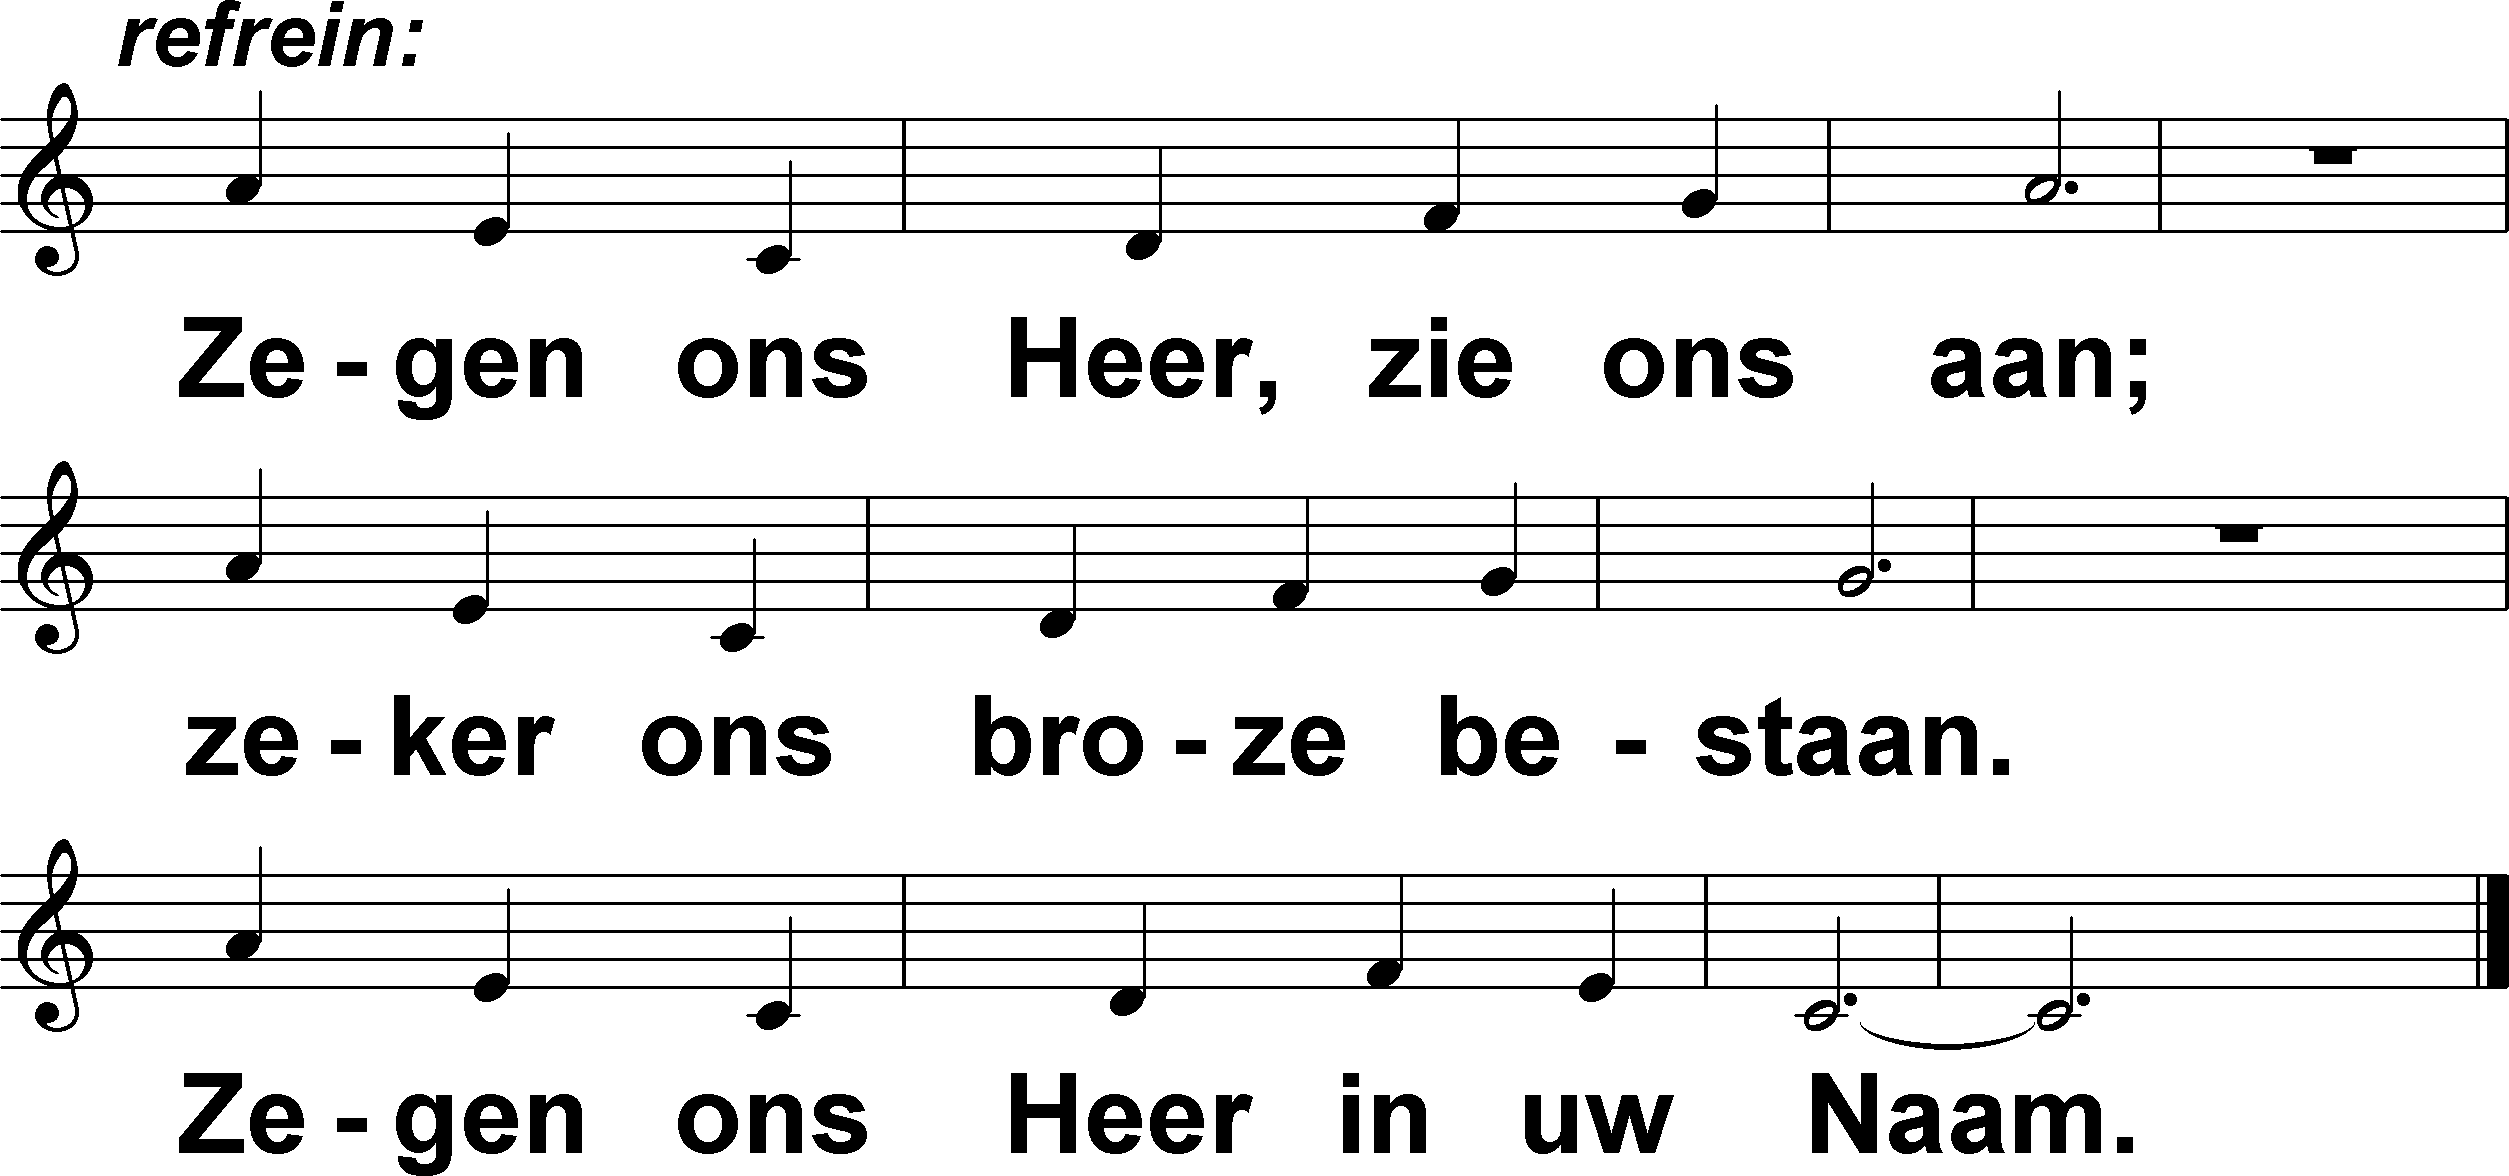 refrein:
Ze - gen ons Heer, zie ons aan;
ze - ker ons bro - ze be - staan.
Ze - gen ons Heer in uw Naam.